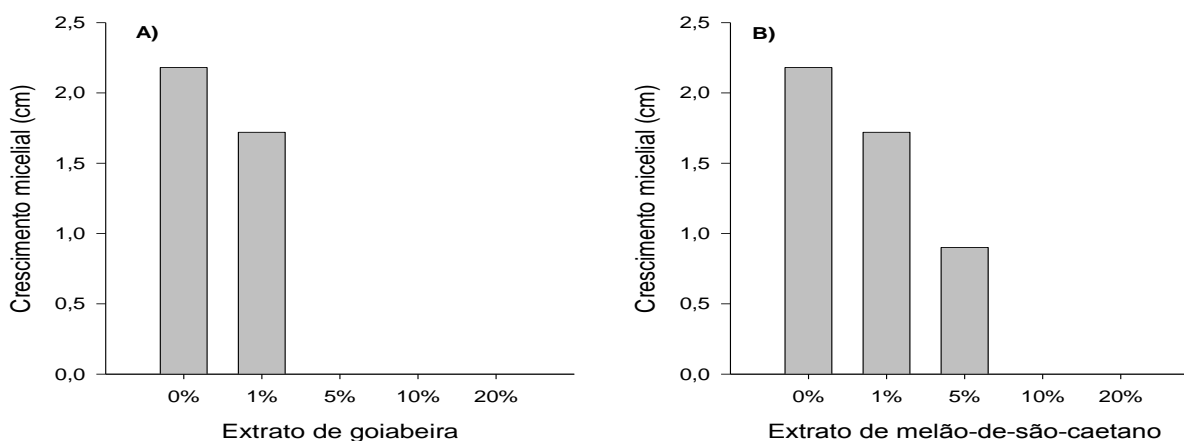 A)
Crescimento micelial (cm)
2,5
2,0
1,5
1,0
0,5
0,0
0% 1% 5% 10% 20%
Extrato de goiabeira
B)
Crescimento micelial (cm)
2,5
2,0
1,5
1,0
0,5
0,0
0% 1% 5% 10% 20%
Extrato de melão-de-são-caetano